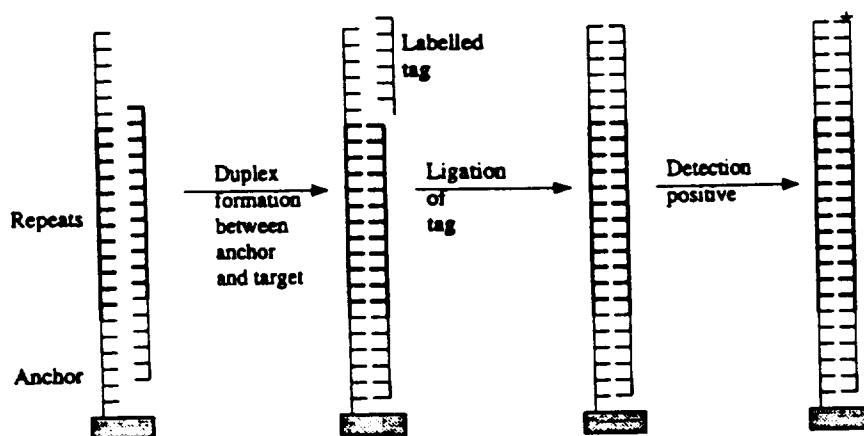 Labelled
tag
Repeats
Anchor
Duplex
formation
between
anchor
and target
Ligation
of
tag
Detection
positive